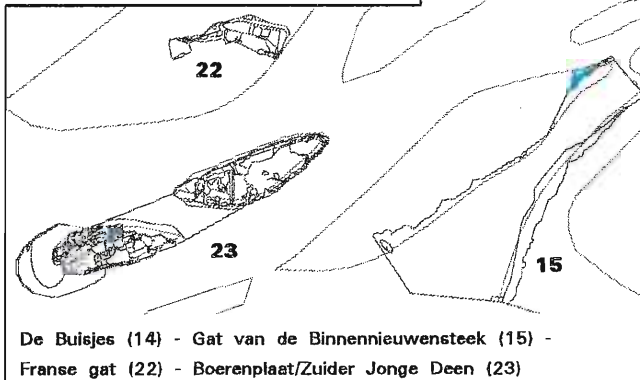 22
23
15
De Buisjes (14) - Gat van de Binnennieuwensteek (15) -
Franse gat (22) - Boerenplaat/Zuider Jonge Deen (23)